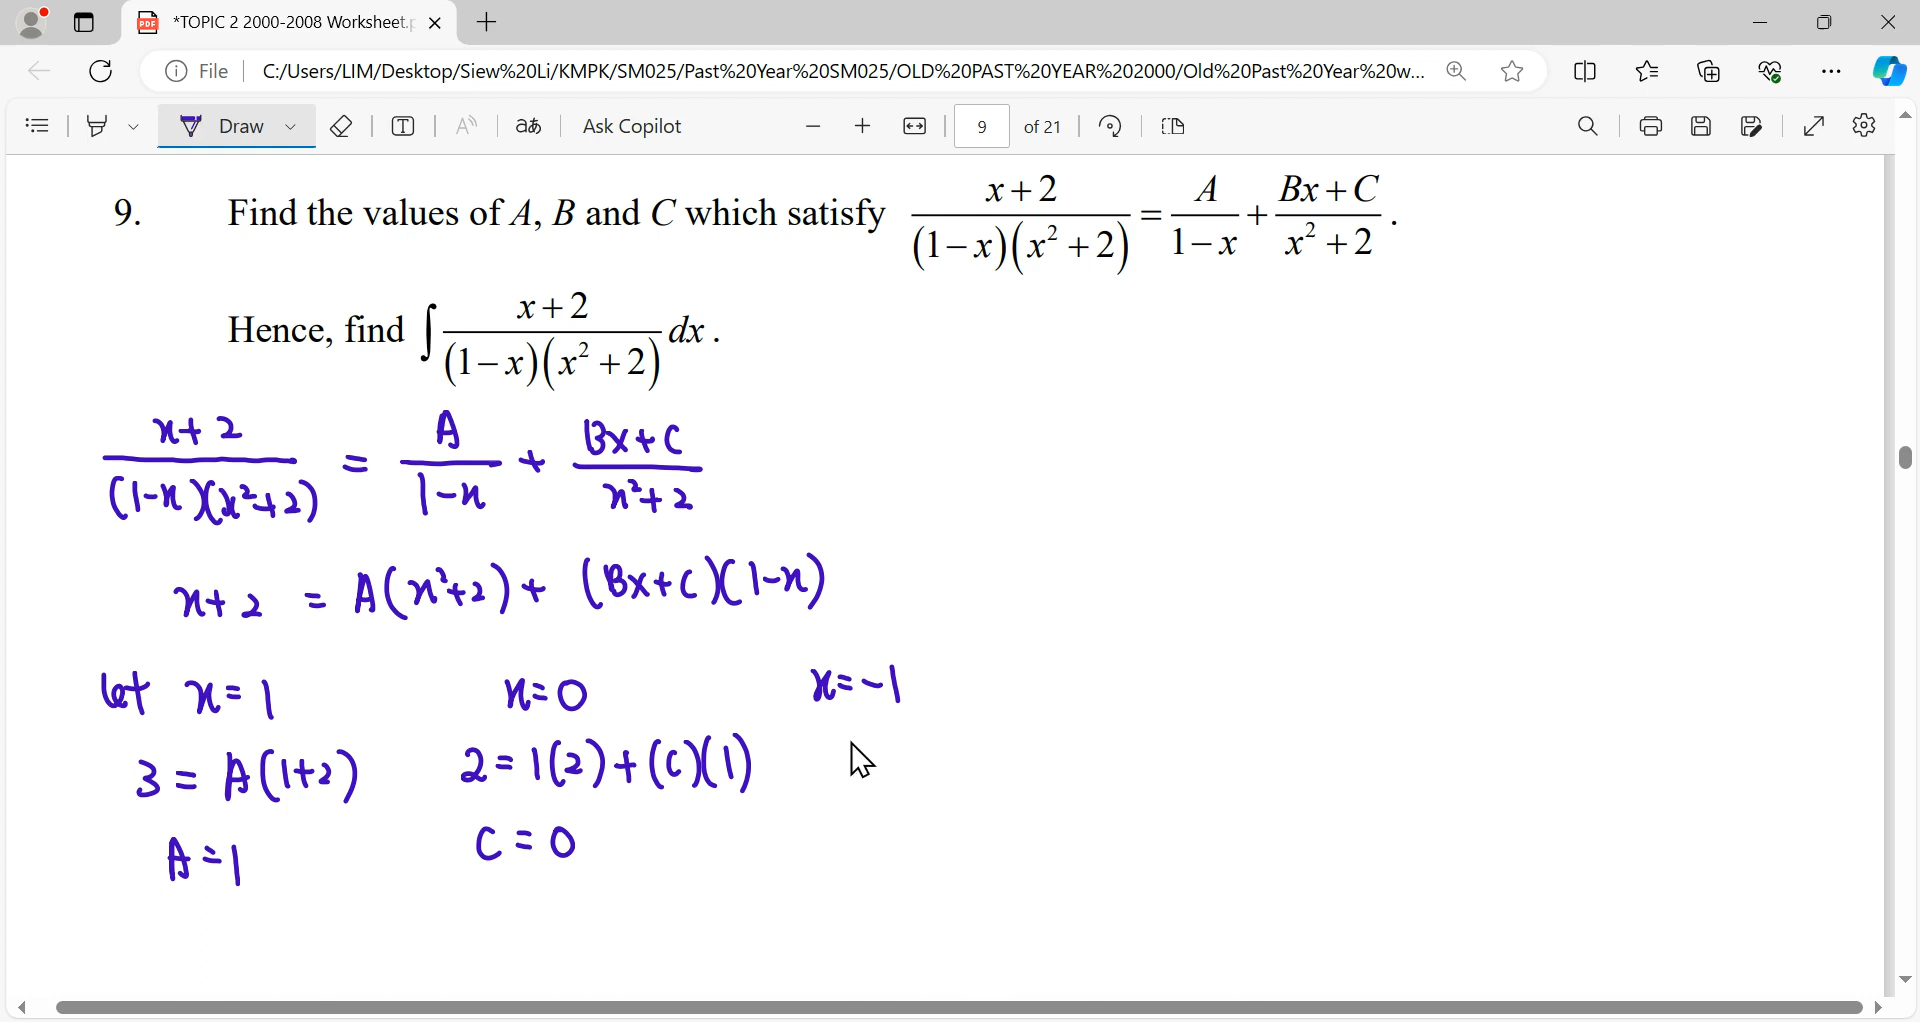 *TOPIC 2 2000-2008 Worksheet.p
File C:/Users/LIM/Desktop/Siew%20Li/KMPK/SM025/Past%20Year%20SM025/OLD%20PAST%20YEAR%202000/Old%20Past%20Year%20w...
Draw aあ Ask Copilot 9 of 21
9. Find the values of A, B and C which satisfy (x+2)/((1−x)(x²+2)) = A/(1−x) + (Bx+C)/(x²+2).
Hence, find ∫ (x+2)/((1−x)(x²+2)) dx.
(x+2)/((1-x)(x²+2)) = A/(1-x) + (Bx+C)/(x²+2)
x+2 = A(x²+2) + (Bx+C)(1-x)
let x=1 x=0 x=-1
3 = A(1+2) 2=1(2)+(C)(1)
A=1 C=0